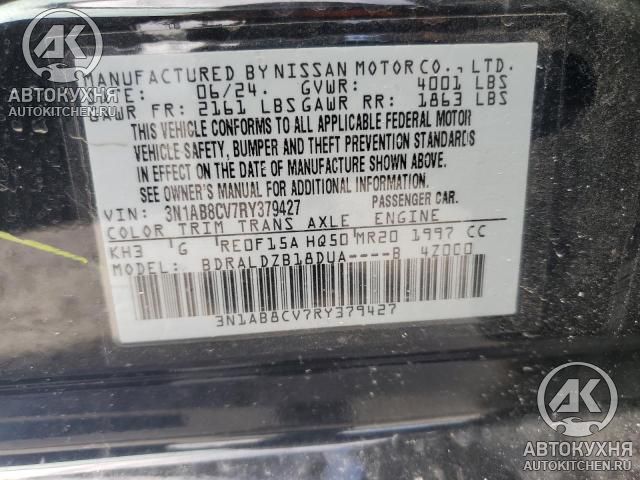 AK
АВТОКУХНЯ
AUTOKITCHEN.RU
MANUFACTURED BY NISSAN MOTOR CO., LTD.
DATE: 06/24. GVWR: 4001 LBS
GAWR FR: 2161 LBS GAWR RR: 1863 LBS
THIS VEHICLE CONFORMS TO ALL APPLICABLE FEDERAL MOTOR
VEHICLE SAFETY, BUMPER AND THEFT PREVENTION STANDARDS
IN EFFECT ON THE DATE OF MANUFACTURE SHOWN ABOVE.
SEE OWNER'S MANUAL FOR ADDITIONAL INFORMATION.
VIN: 3N1AB8CV7RY379427 PASSENGER CAR.
COLOR TRIM TRANS AXLE ENGINE
KH3 G RE0F15A HQ50 MR20 1997 CC
MODEL: BDRALDZB18DUA----B 4Z000
3N1AB8CV7RY379427
AK
АВТОКУХНЯ
AUTOKITCHEN.RU